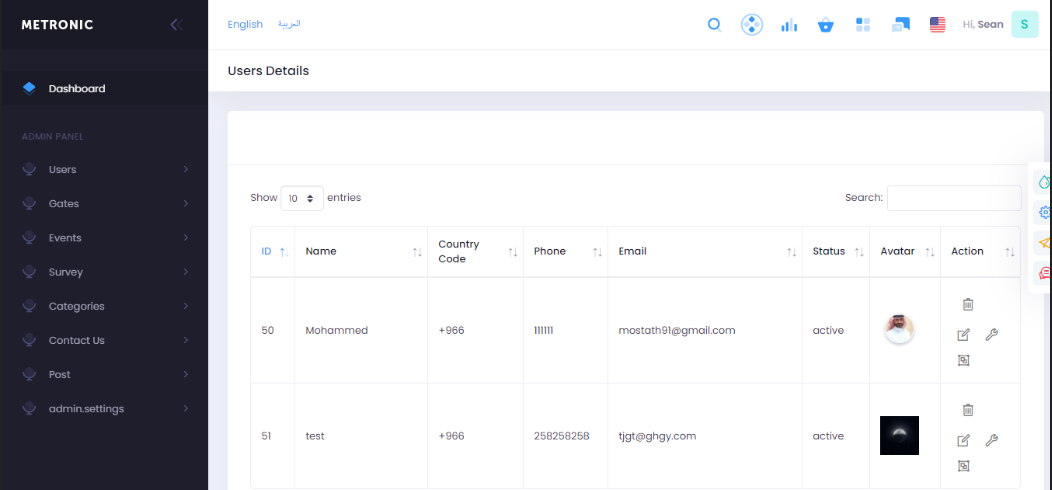 METRONIC
English
العربية
Hi, Sean
S
Dashboard
Users Details
ADMIN PANEL
Users
Gates
Events
Survey
Categories
Contact Us
Post
admin.settings
Show 10 entries
Search:
ID Name Country Code Phone Email Status Avatar Action
50 Mohammed +966 111111 mostath91@gmail.com active
51 test +966 258258258 tjgt@ghgy.com active